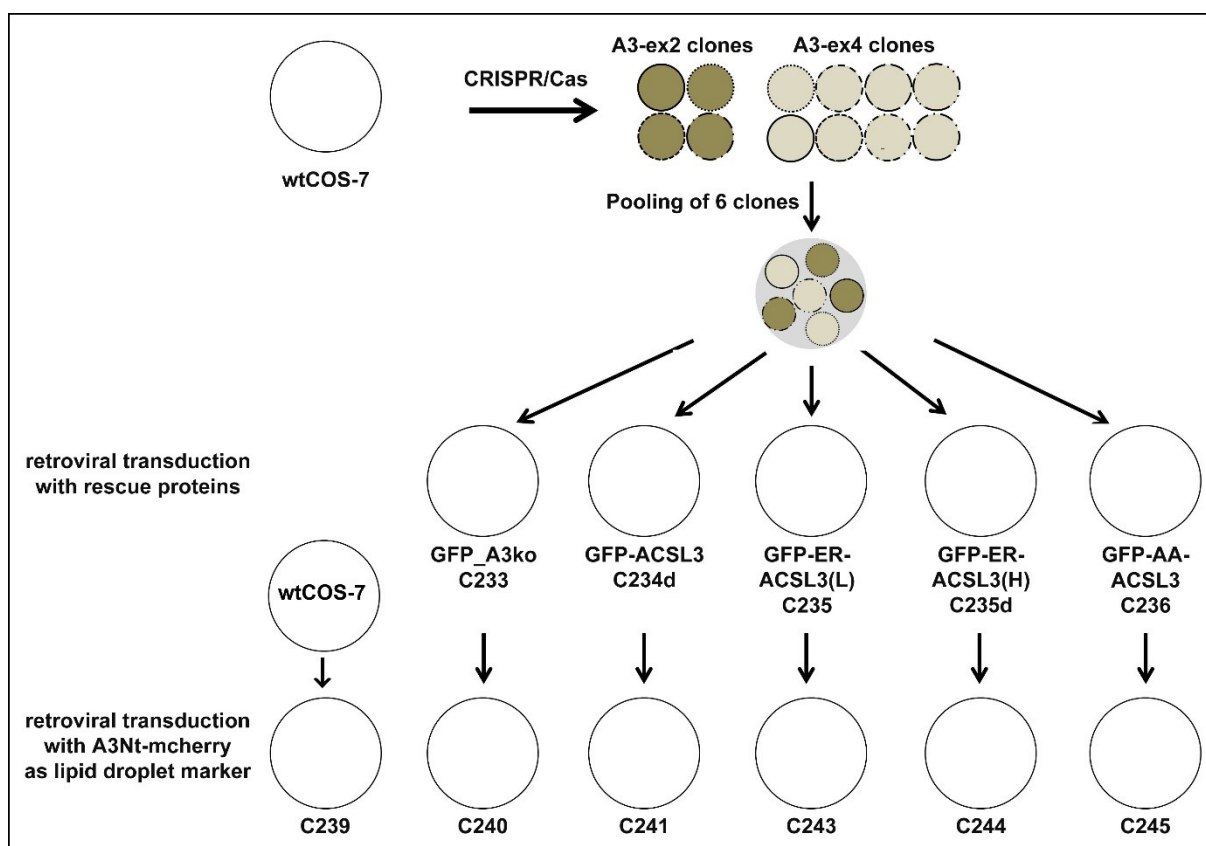 A3-ex2 clones
A3-ex4 clones
CRISPR/Cas
wtCOS-7
Pooling of 6 clones
retroviral transduction
with rescue proteins
GFP_A3ko
C233
GFP-ACSL3
C234d
GFP-ER-
ACSL3(L)
C235
GFP-ER-
ACSL3(H)
C235d
GFP-AA-
ACSL3
C236
wtCOS-7
retroviral transduction
with A3Nt-mcherry
as lipid droplet marker
C239
C240
C241
C243
C244
C245